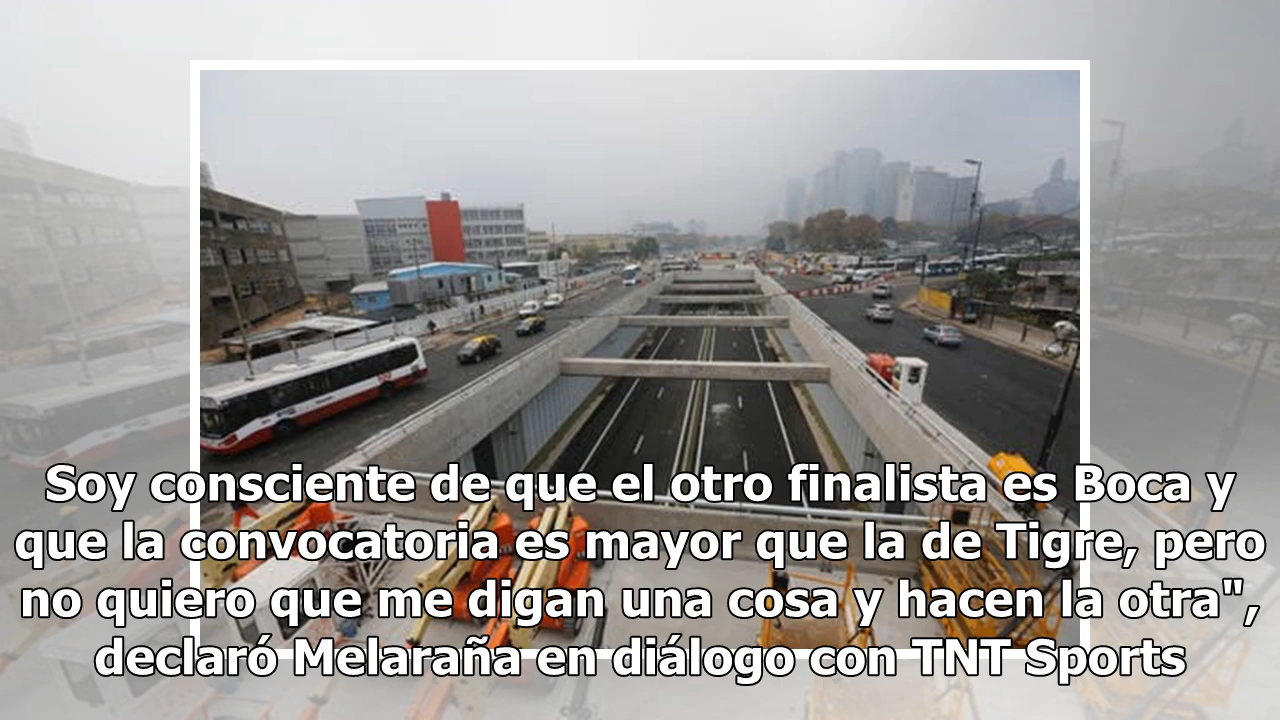 Soy consciente de que el otro finalista es Boca y
que la convocatoria es mayor que la de Tigre, pero
no quiero que me digan una cosa y hacen la otra",
declaró Melaraña en diálogo con TNT Sports